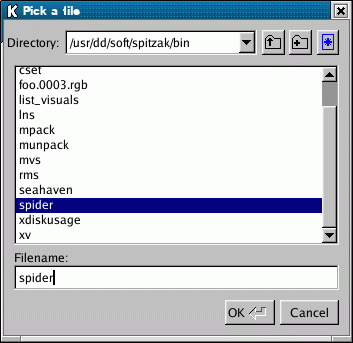 Pick a file
Directory: /usr/dd/soft/spitzak/bin
cset
foo.0003.rgb
list_visuals
lns
mpack
munpack
mvs
rms
seahaven
spider
xdiskusage
xv
Filename:
spider
OK Cancel